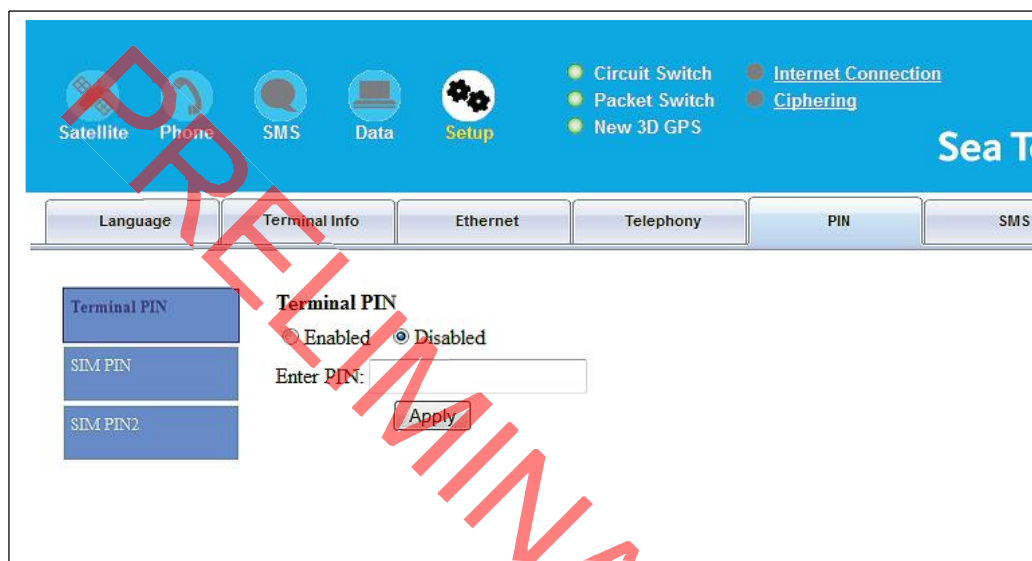 Circuit Switch Internet Connection
Packet Switch Ciphering
New 3D GPS
Satellite Phone SMS Data Setup
Sea
Language Terminal Info Ethernet Telephony PIN SMS
Terminal PIN
SIM PIN
SIM PIN2
Terminal PIN
Enabled Disabled
Enter PIN:
Apply